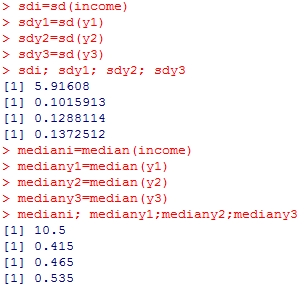 > sdi=sd(income)
> sdy1=sd(y1)
> sdy2=sd(y2)
> sdy3=sd(y3)
> sdi; sdy1; sdy2; sdy3
[1] 5.91608
[1] 0.1015913
[1] 0.1288114
[1] 0.1372512
> mediani=median(income)
> mediany1=median(y1)
> mediany2=median(y2)
> mediany3=median(y3)
> mediani; mediany1;mediany2;mediany3
[1] 10.5
[1] 0.415
[1] 0.465
[1] 0.535